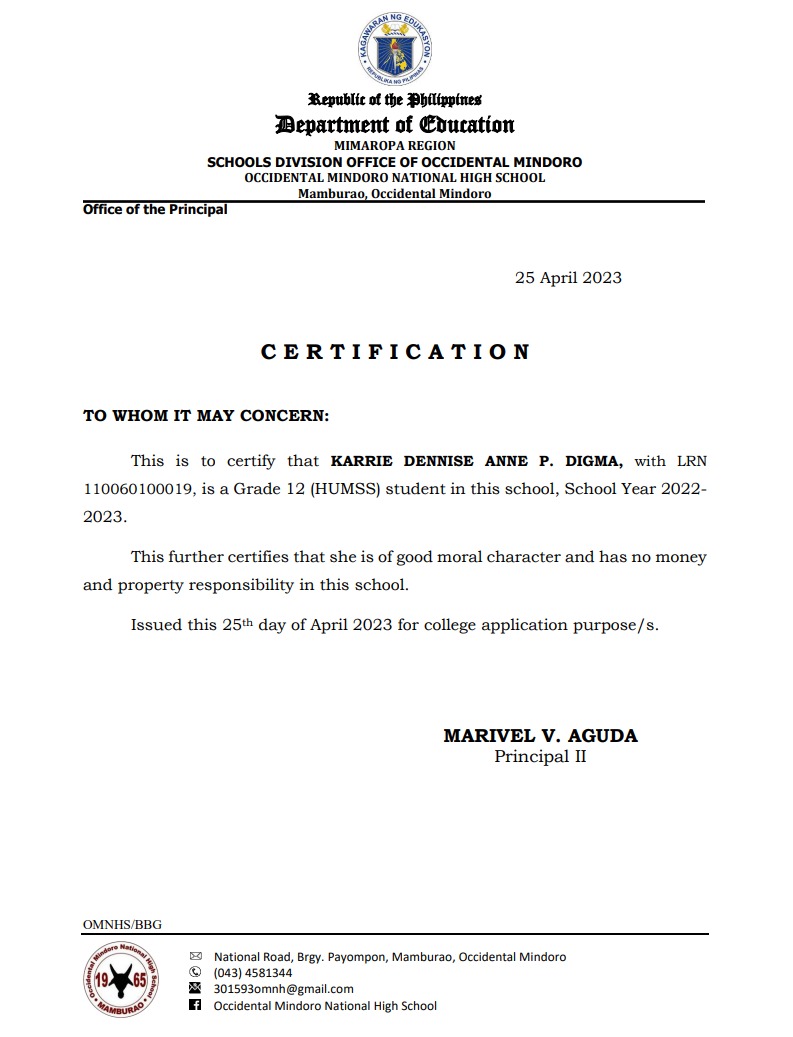 KAGAWARAN NG EDUKASYON
REPUBLIKA NG PILIPINAS
Republic of the Philippines
Department of Education
MIMAROPA REGION
SCHOOLS DIVISION OFFICE OF OCCIDENTAL MINDORO
OCCIDENTAL MINDORO NATIONAL HIGH SCHOOL
Mamburao, Occidental Mindoro
Office of the Principal
25 April 2023
CERTIFICATION
TO WHOM IT MAY CONCERN:
This is to certify that KARRIE DENNISE ANNE P. DIGMA, with LRN
110060100019, is a Grade 12 (HUMSS) student in this school, School Year 2022-
2023.
This further certifies that she is of good moral character and has no money
and property responsibility in this school.
Issued this 25th day of April 2023 for college application purpose/s.
MARIVEL V. AGUDA
Principal II
OMNHS/BBG
Occidental Mindoro National High School
1965
MAMBURAO
National Road, Brgy. Payompon, Mamburao, Occidental Mindoro
(043) 4581344
301593omnh@gmail.com
Occidental Mindoro National High School